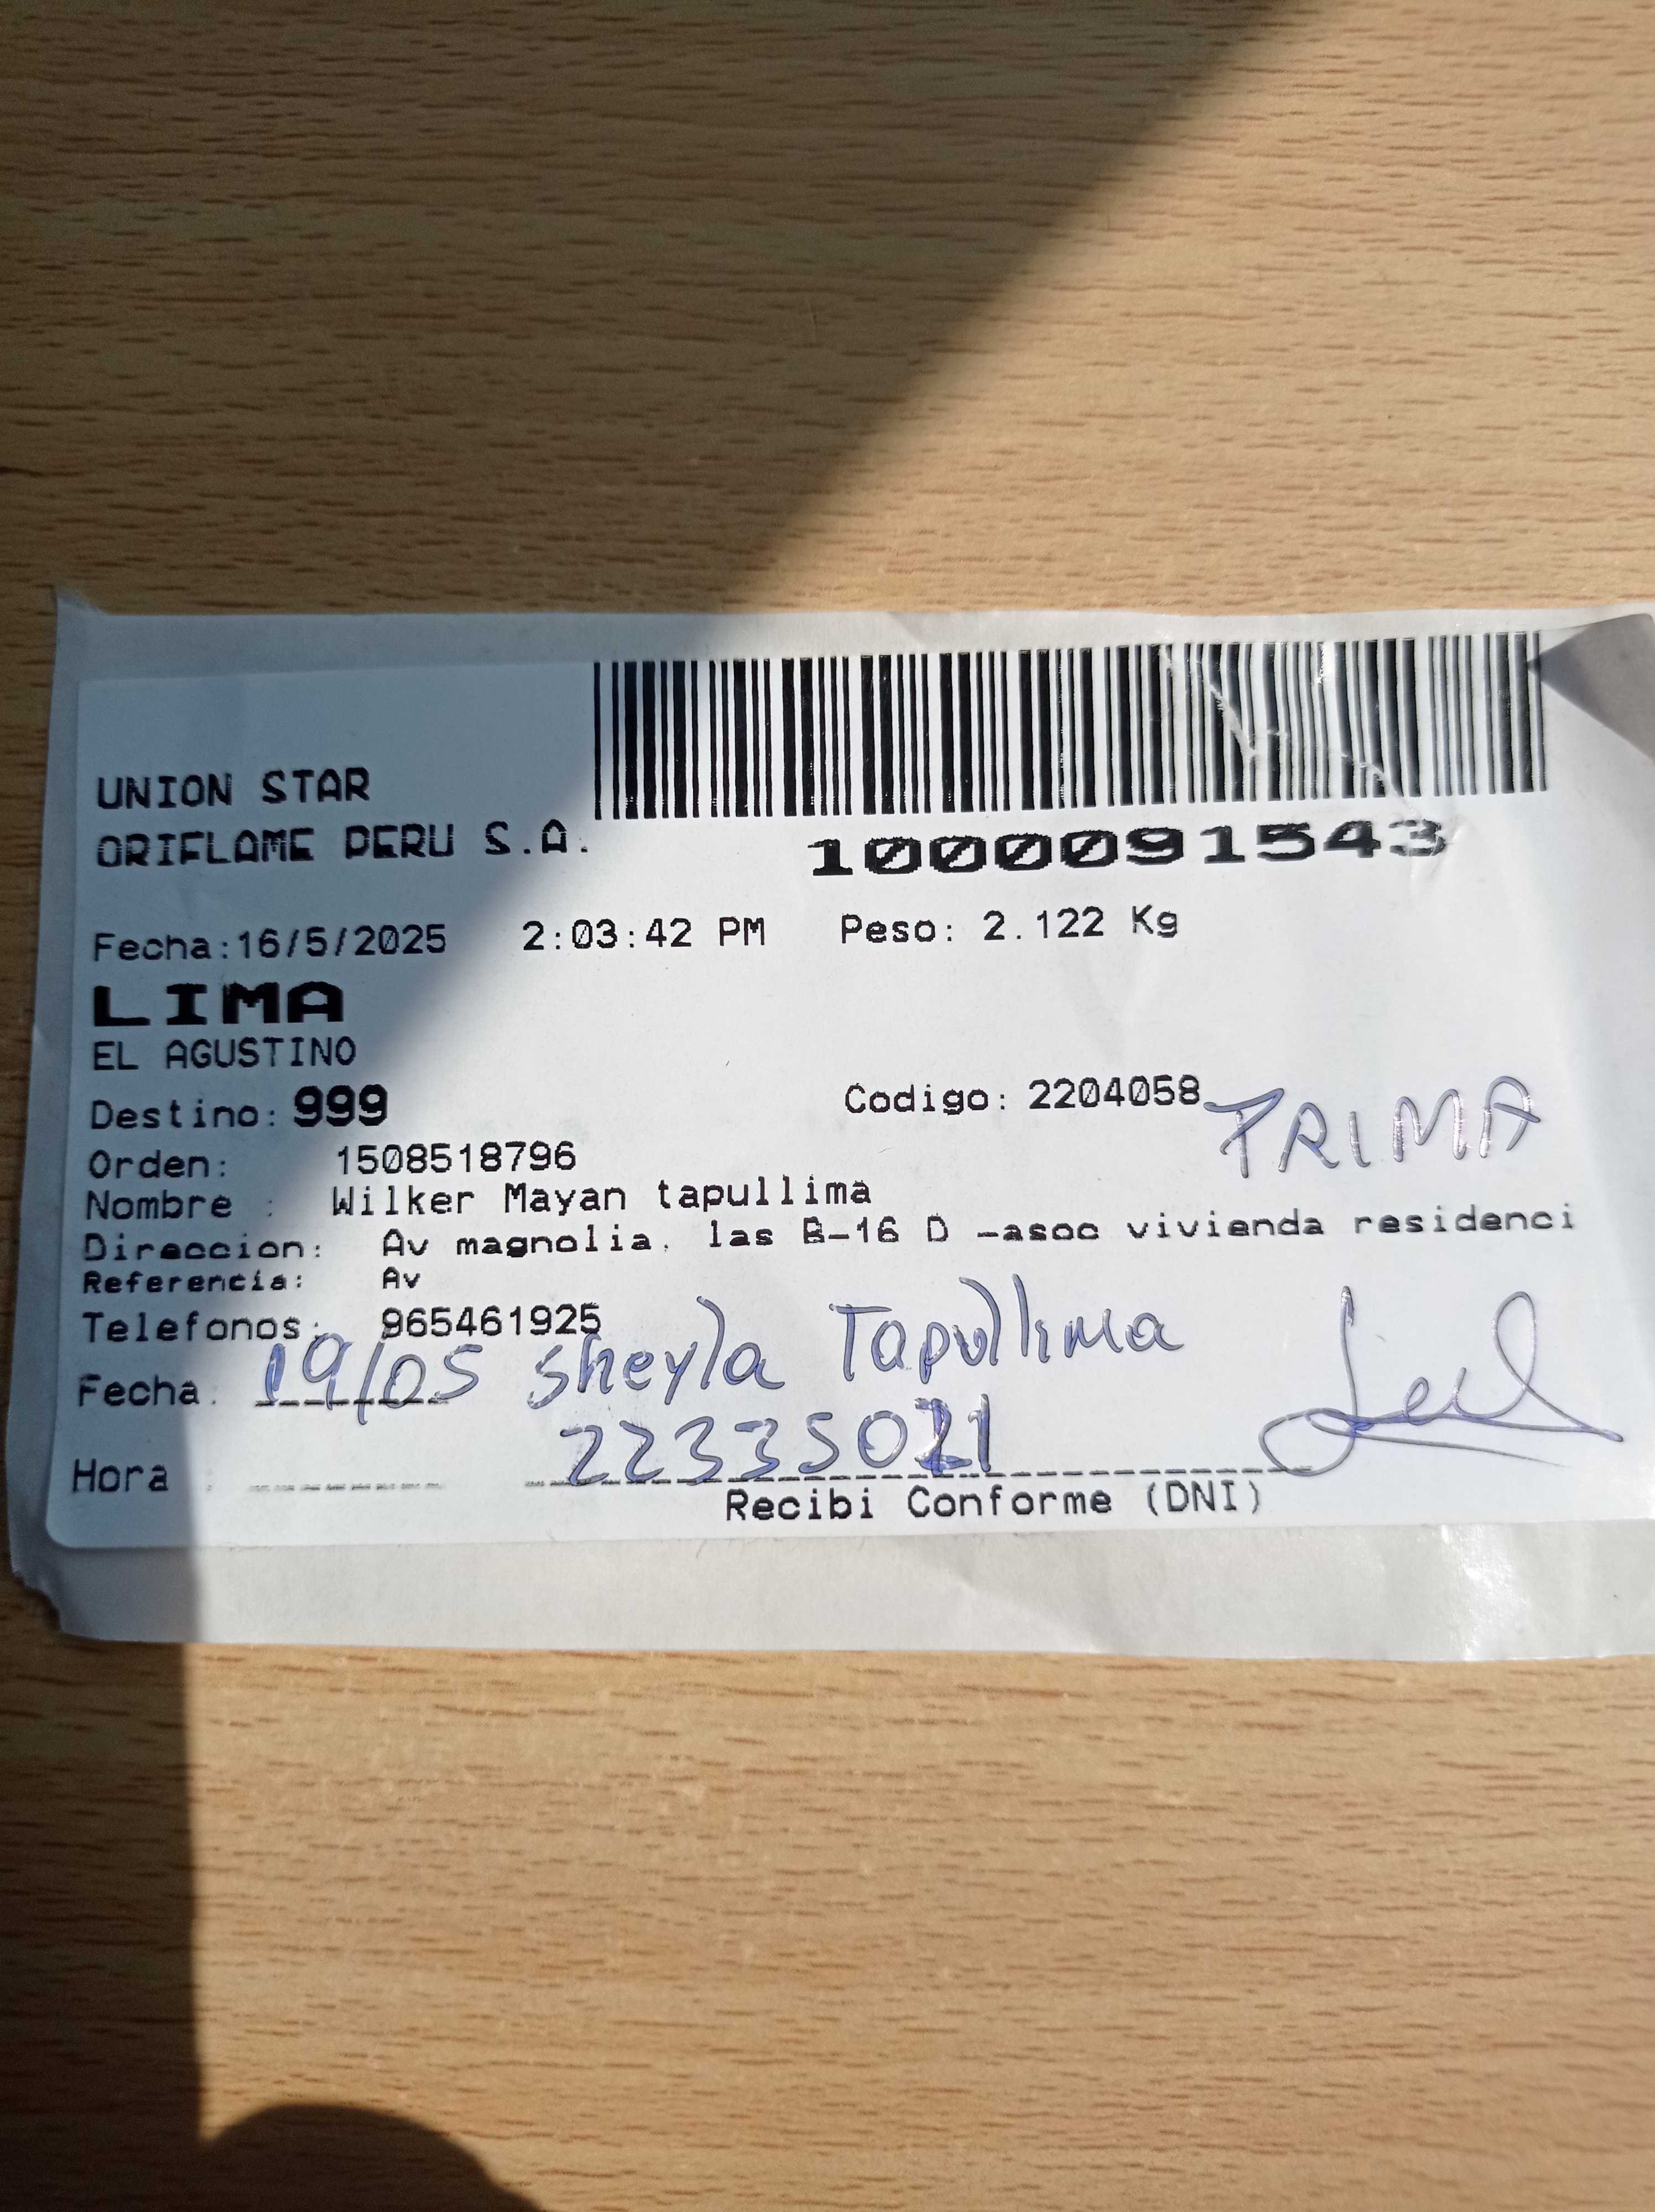 UNION STAR
ORIFLAME PERU S.A.
1000091543
Fecha:16/5/2025 2:03:42 PM Peso: 2.122 Kg
LIMA
EL AGUSTINO
Destino: 999 Codigo: 2204058 PRIMA
Orden: 1508518796
Nombre : Wilker Mayan tapullima
Direccion: Av magnolia. las B-16 D -asoc vivienda residenci
Referencia: Av
Telefonos: 965461925
Fecha: 19/05 Sheyla Tapullima
Hora : 22335021
Recibi Conforme (DNI)